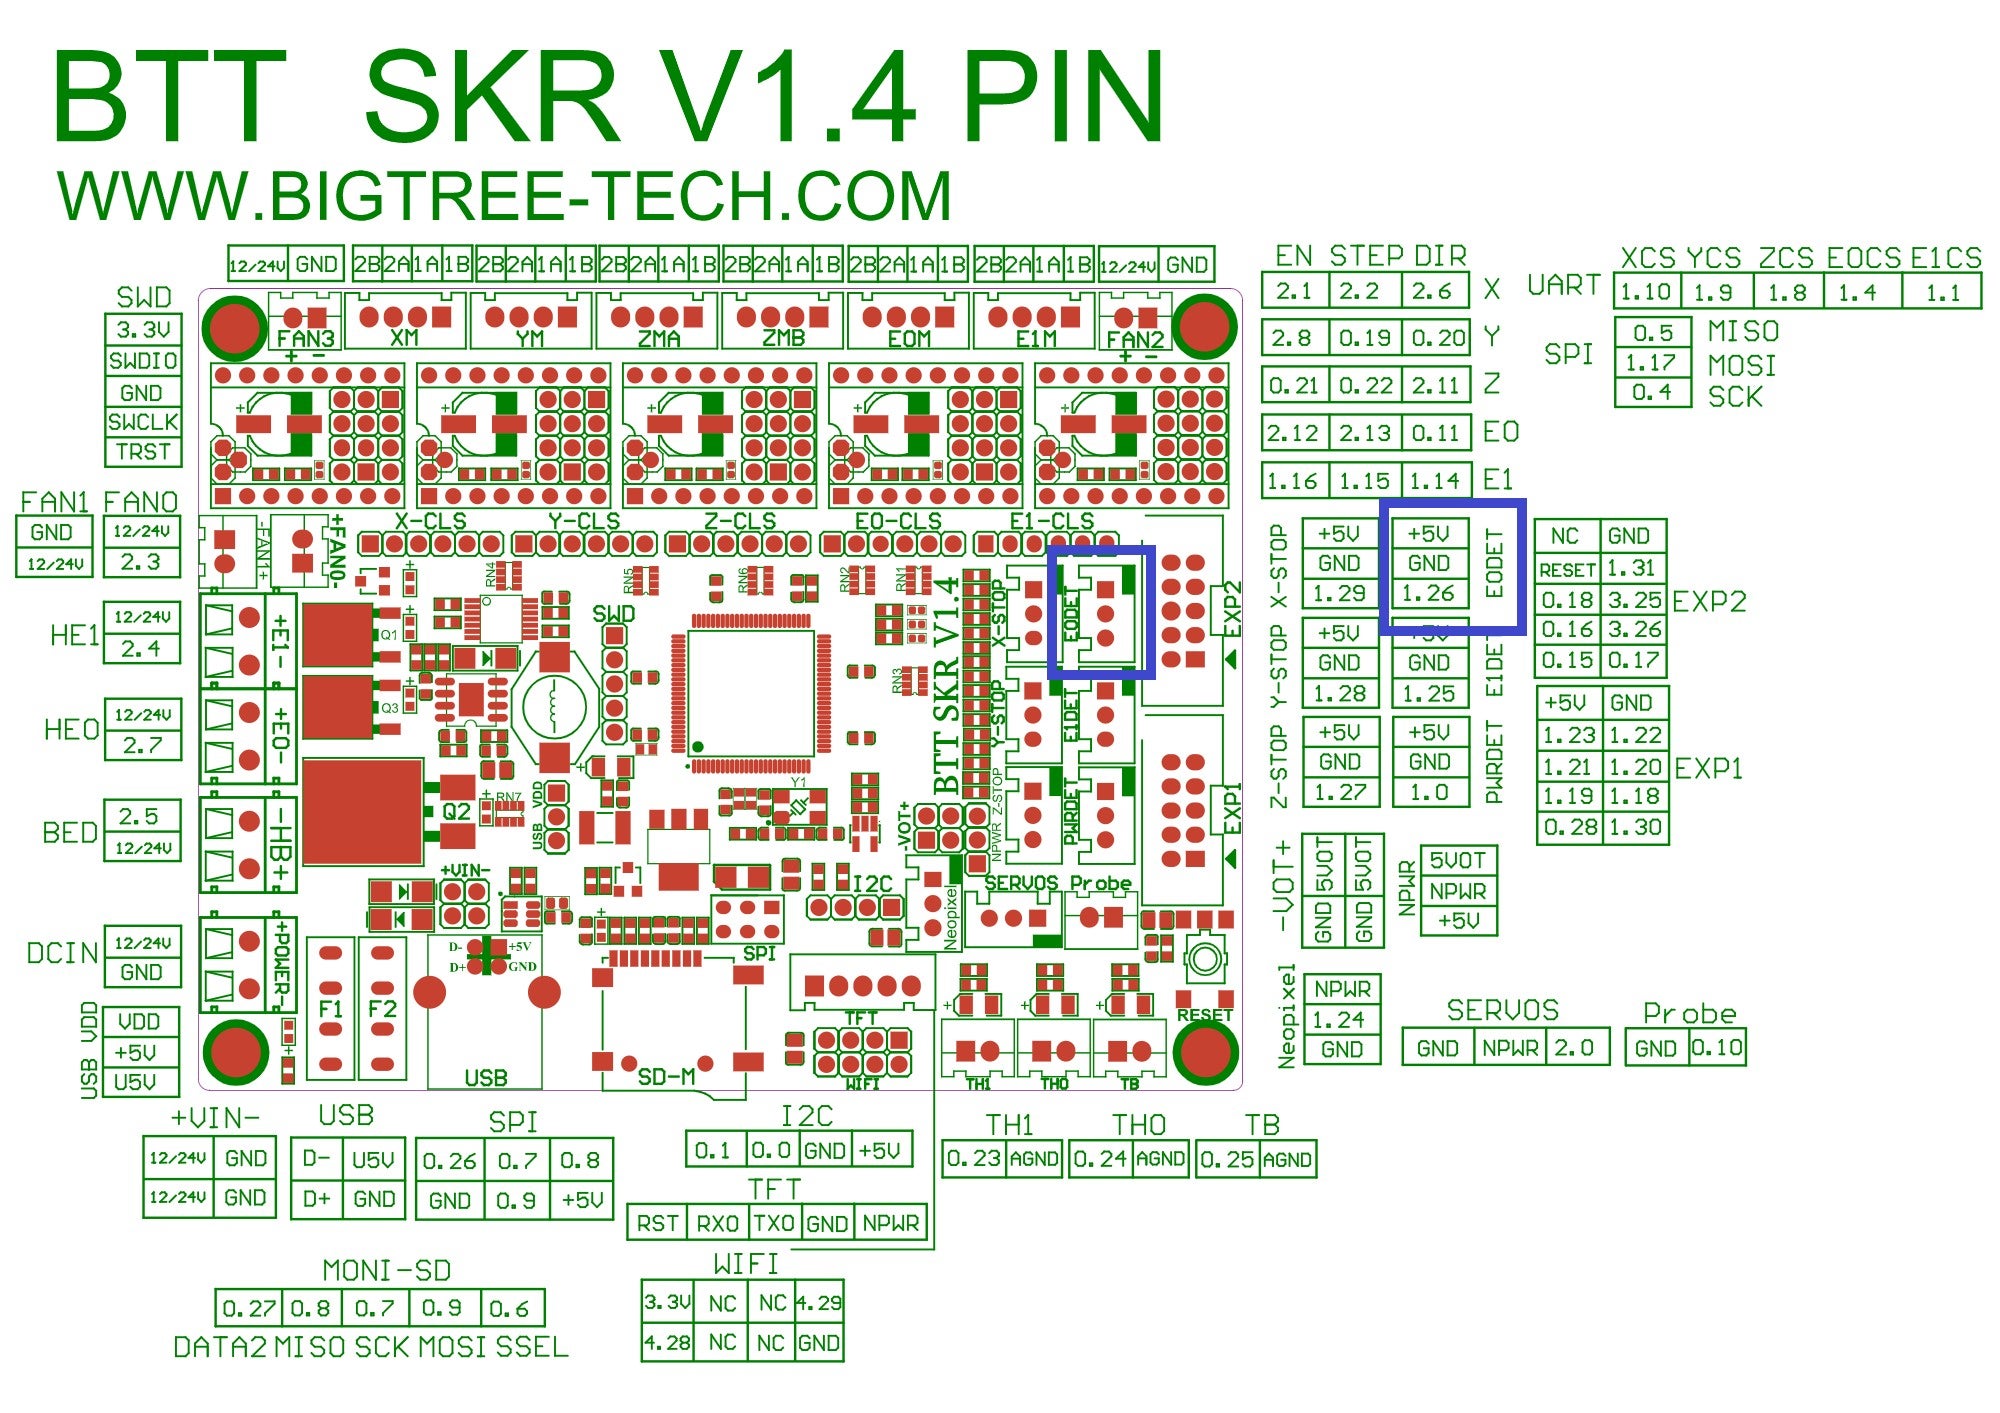 BTT SKR V1.4 PIN
WWW.BIGTREE-TECH.COM
12/24V GND 2B 2A 1A 1B 2B 2A 1A 1B 2B 2A 1A 1B 2B 2A 1A 1B 2B 2A 1A 1B 2B 2A 1A 1B 12/24V GND
FAN3 XM YM ZMA ZMB E0M E1M FAN2
+ - + -
SWD
3.3V
SWDIO
GND
SWCLK
TRST
EN STEP DIR
2.1 2.2 2.6 X
2.8 0.19 0.20 Y
0.21 0.22 2.11 Z
2.12 2.13 0.11 E0
1.16 1.15 1.14 E1
XCS YCS ZCS E0CS E1CS
UART 1.10 1.9 1.8 1.4 1.1
SPI
0.5 MISO
1.17 MOSI
0.4 SCK
FAN1 FAN0
GND 12/24V
12/24V 2.3
HE1
12/24V
2.4
HE0
12/24V
2.7
BED
2.5
12/24V
DCIN
12/24V
GND
USB VDD
VDD
+5V
U5V
X-CLS Y-CLS Z-CLS E0-CLS E1-CLS
-FAN1+
+FAN0-
+E1-
+E0-
-HB+
+POWER-
Q1
Q3
Q2
RN4
RN5
RN6
RN2
RN1
RN3
RN7
SWD
Y1
USB VDD
+VIN-
BTT SKR V1.4
X-STOP
E0DET
Y-STOP
E1DET
Z-STOP
PWRDET
EXP2
EXP1
-VOT+
NPWR
I2C
SERVOS Probe
Neopixel
SPI
D- +5V
D+ GND
F1 F2
USB
SD-M
TFT
WIFI
TH1 TH0 TB
RESET
X-STOP
+5V
GND
1.29
E0DET
+5V
GND
1.26
Y-STOP
+5V
GND
1.28
E1DET
+5V
GND
1.25
Z-STOP
+5V
GND
1.27
PWRDET
+5V
GND
1.0
NC GND
RESET 1.31
0.18 3.25 EXP2
0.16 3.26
0.15 0.17
+5V GND
1.23 1.22
1.21 1.20 EXP1
1.19 1.18
0.28 1.30
-VOT+
GND 5VOT
GND 5VOT
NPWR
5VOT
NPWR
+5V
Neopixel
NPWR
1.24
GND
SERVOS
GND NPWR 2.0
Probe
GND 0.10
+VIN-
12/24V GND
12/24V GND
USB
D- U5V
D+ GND
SPI
0.26 0.7 0.8
GND 0.9 +5V
I2C
0.1 0.0 GND +5V
TH1 TH0 TB
0.23 AGND 0.24 AGND 0.25 AGND
TFT
RST RX0 TX0 GND NPWR
WIFI
3.3V NC NC 4.29
4.28 NC NC GND
MONI-SD
0.27 0.8 0.7 0.9 0.6
DATA2 MISO SCK MOSI SSEL